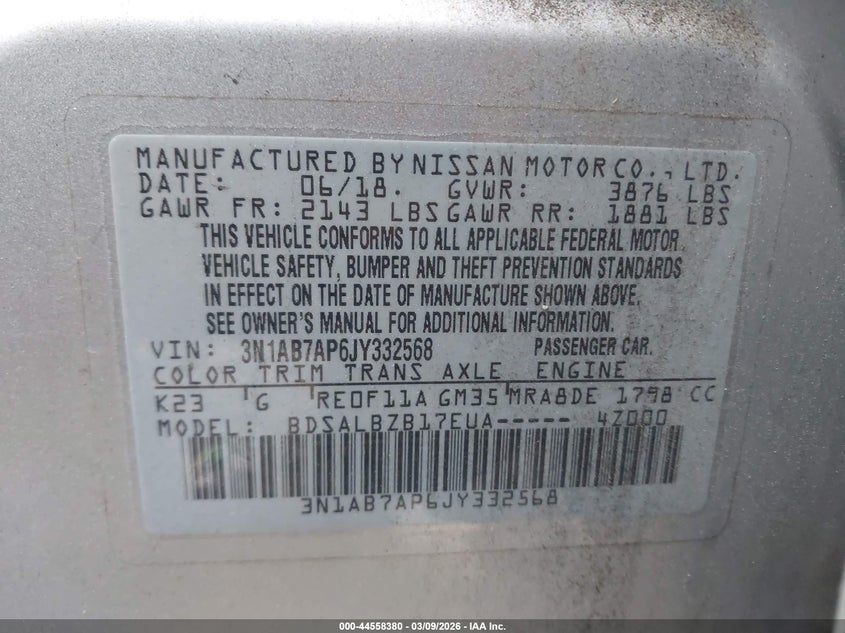 MANUFACTURED BY NISSAN MOTOR CO., LTD.
DATE: 06/18. GVWR: 3876 LBS
GAWR FR: 2143 LBS GAWR RR: 1881 LBS
THIS VEHICLE CONFORMS TO ALL APPLICABLE FEDERAL MOTOR
VEHICLE SAFETY, BUMPER AND THEFT PREVENTION STANDARDS
IN EFFECT ON THE DATE OF MANUFACTURE SHOWN ABOVE.
SEE OWNER'S MANUAL FOR ADDITIONAL INFORMATION.
VIN: 3N1AB7AP6JY332568 PASSENGER CAR.
COLOR TRIM TRANS AXLE ENGINE
K23 G RE0F11A GM35 MRA8DE 1798 CC
MODEL: BDSALBZB17EUA----- 4Z000
3N1AB7AP6JY332568
000-44558380 | 03/09/2026 - IAA Inc.